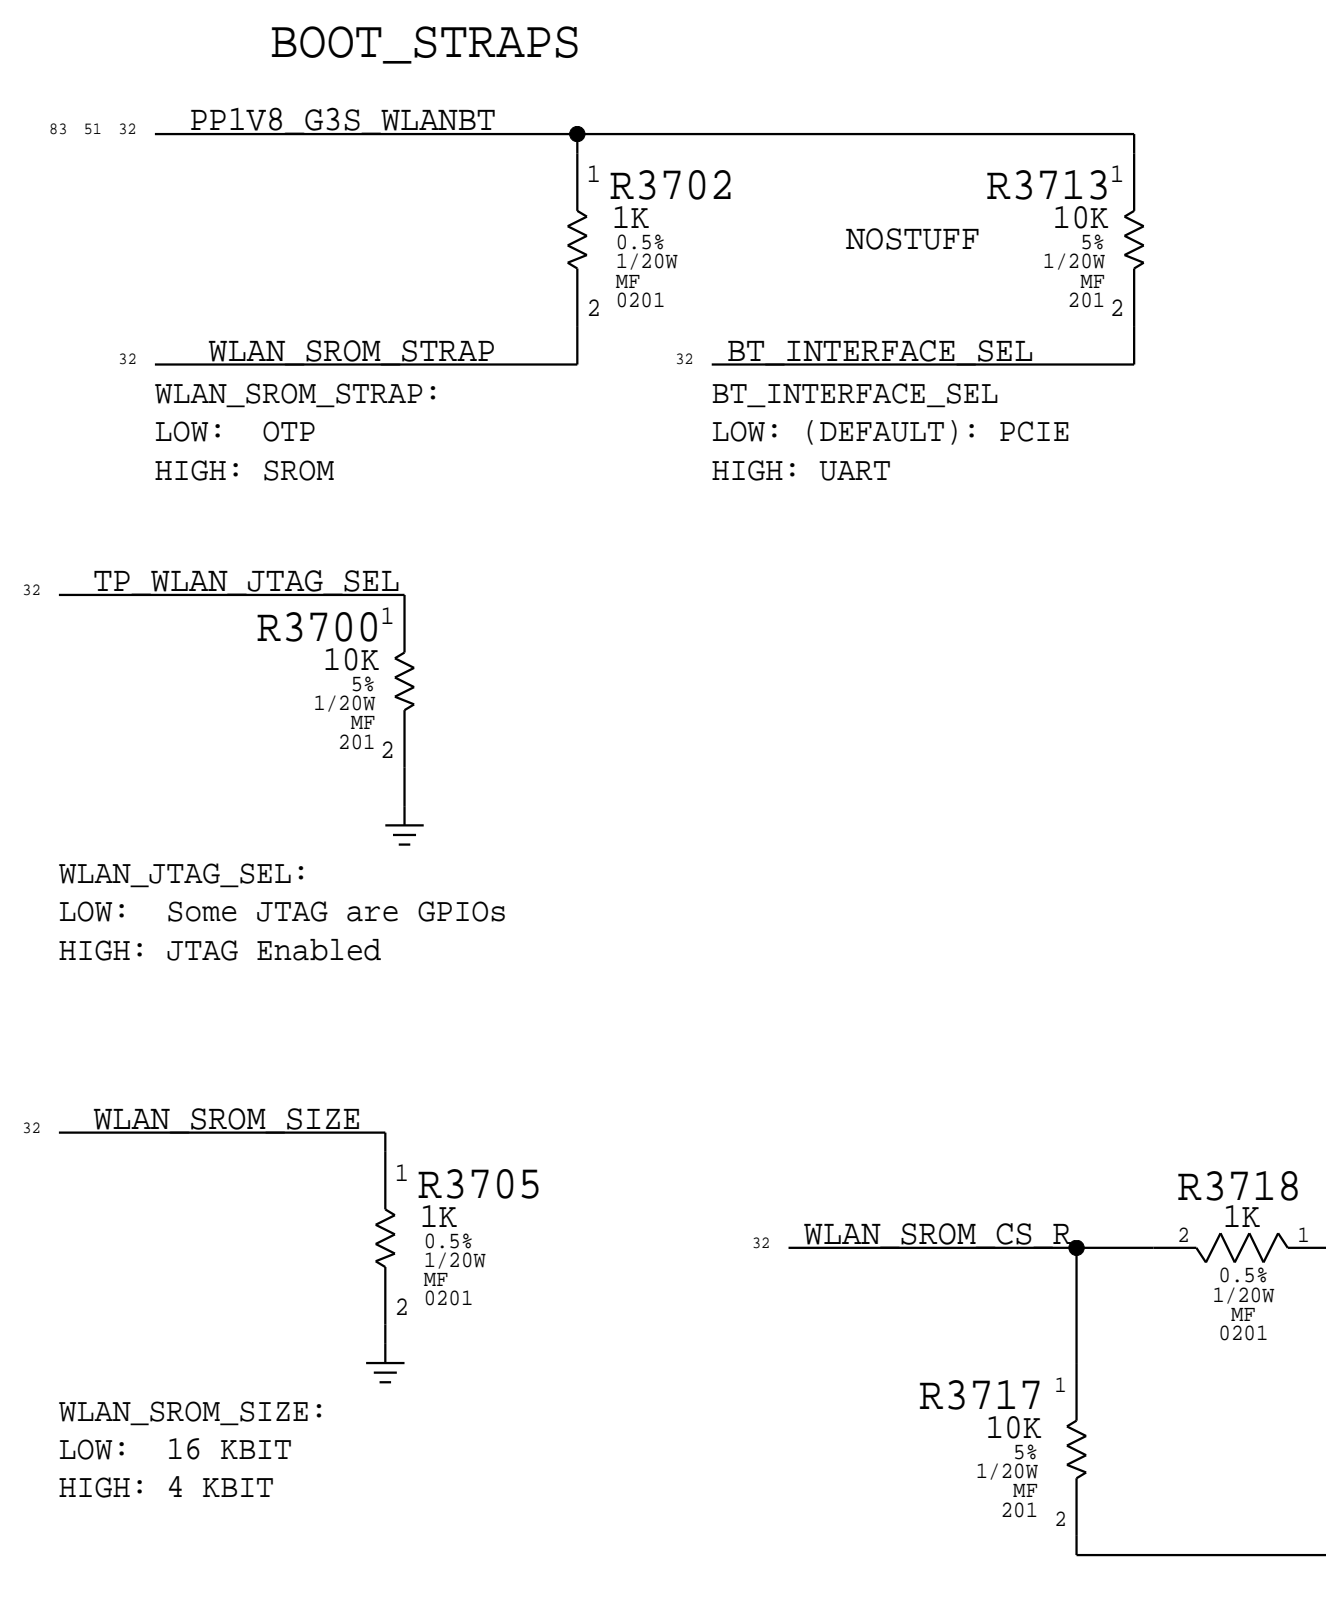 BOOT_STRAPS
83 51 32 PP1V8_G3S_WLANBT
1 R3702
1K
0.5%
1/20W
MF
0201
2
NOSTUFF
R3713 1
10K
5%
1/20W
MF
201 2
32 WLAN_SROM_STRAP
32 BT_INTERFACE_SEL
WLAN_SROM_STRAP:
LOW: OTP
HIGH: SROM
BT_INTERFACE_SEL
LOW: (DEFAULT): PCIE
HIGH: UART
32 TP_WLAN_JTAG_SEL
R3700 1
10K
5%
1/20W
MF
201 2
WLAN_JTAG_SEL:
LOW: Some JTAG are GPIOs
HIGH: JTAG Enabled
32 WLAN_SROM_SIZE
1 R3705
1K
0.5%
1/20W
MF
0201
2
WLAN_SROM_SIZE:
LOW: 16 KBIT
HIGH: 4 KBIT
32 WLAN_SROM_CS_R
R3718
1K
2 1
0.5%
1/20W
MF
0201
R3717 1
10K
5%
1/20W
MF
201 2